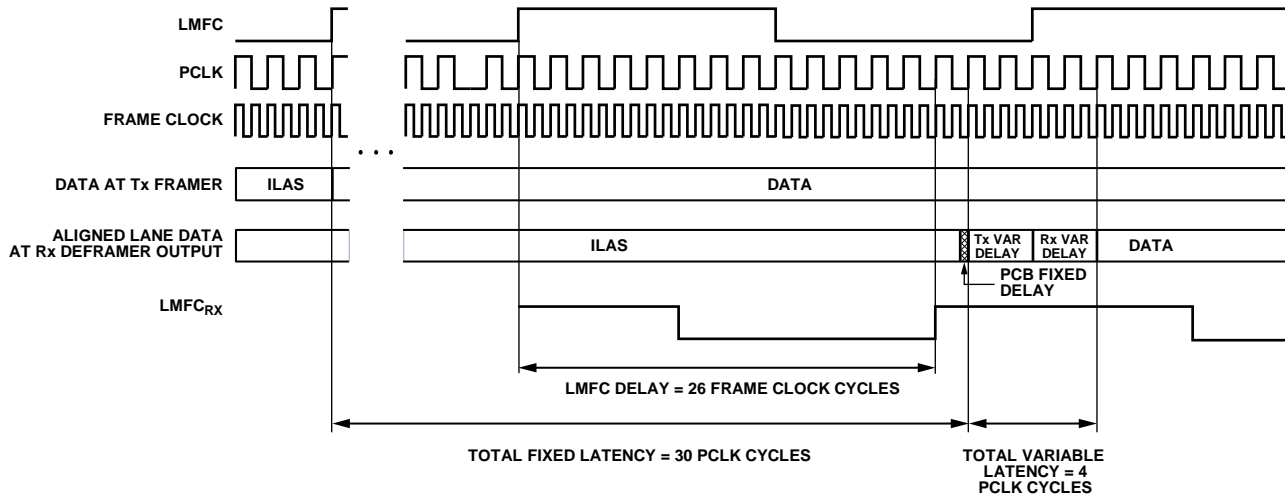 LMFC
PCLK
FRAME CLOCK
DATA AT Tx FRAMER
ILAS
DATA
ALIGNED LANE DATA
AT Rx DEFRAMER OUTPUT
ILAS
Tx VAR
DELAY
Rx VAR
DELAY
DATA
PCB FIXED
DELAY
LMFCRX
LMFC DELAY = 26 FRAME CLOCK CYCLES
TOTAL FIXED LATENCY = 30 PCLK CYCLES
TOTAL VARIABLE
LATENCY = 4
PCLK CYCLES